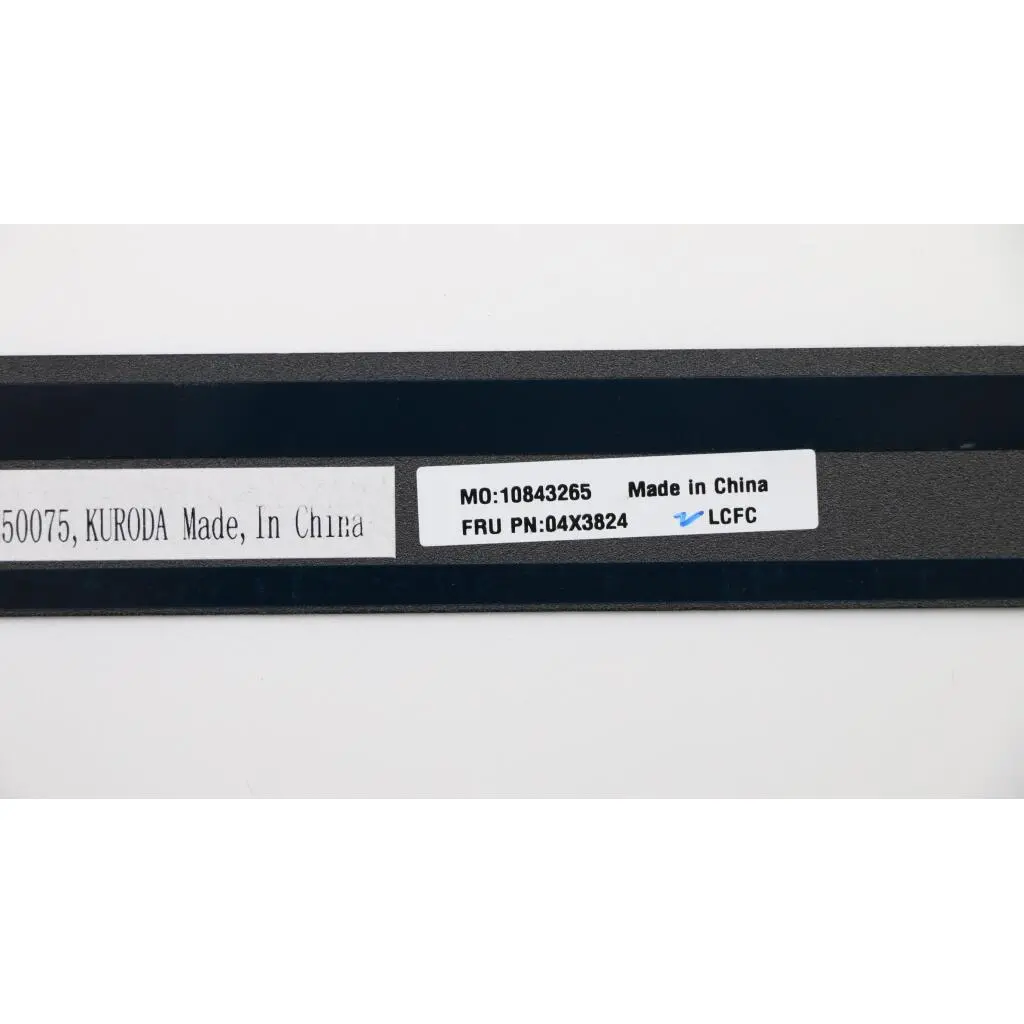 50075, KURODA Made, In China
MO:10843265 Made in China
FRU PN:04X3824 LCFC